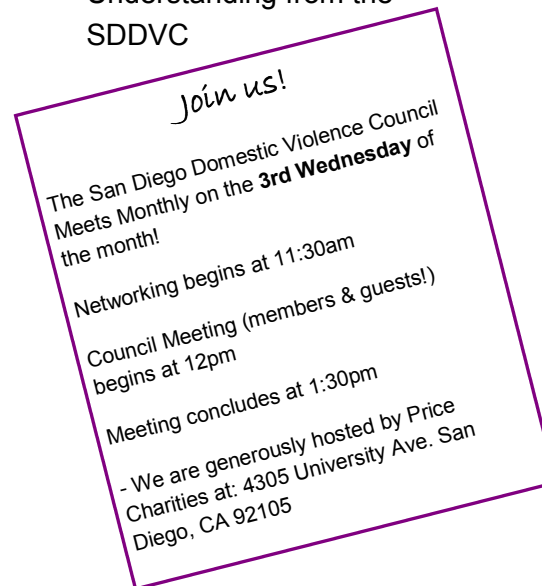 Understanding from the
SDDVC
Join us!
The San Diego Domestic Violence Council
Meets Monthly on the 3rd Wednesday of
the month!
Networking begins at 11:30am
Council Meeting (members & guests!)
begins at 12pm
Meeting concludes at 1:30pm
- We are generously hosted by Price
Charities at: 4305 University Ave. San
Diego, CA 92105